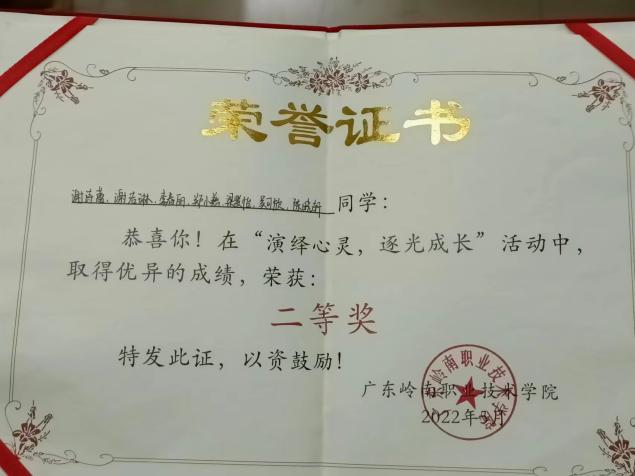 荣誉证书
同学：
恭喜你！在“演绎心灵，逐光成长”活动中，
取得优异的成绩，荣获：
二等奖
特发此证，以资鼓励！
广东岭南职业技术学院
2022年5月